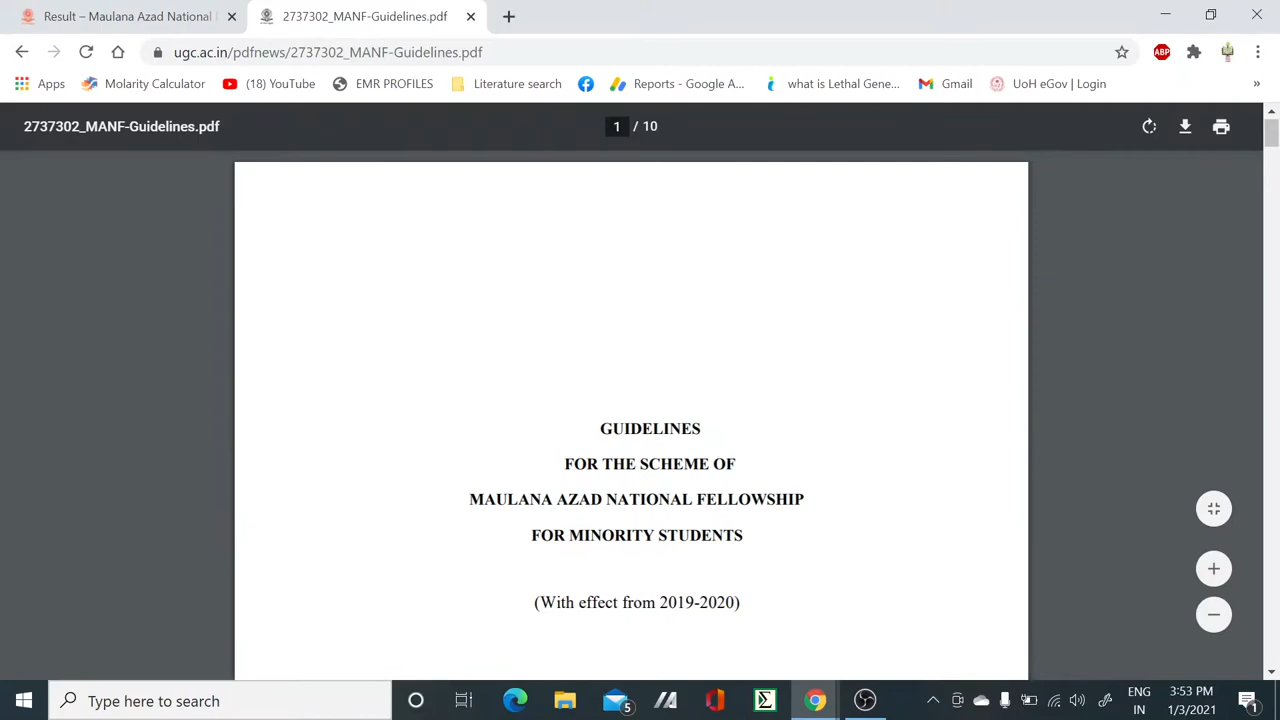 Result – Maulana Azad National
2737302_MANF-Guidelines.pdf
ugc.ac.in/pdfnews/2737302_MANF-Guidelines.pdf
ABP
Apps
Molarity Calculator
(18) YouTube
EMR PROFILES
Literature search
Reports - Google A...
what is Lethal Gene...
Gmail
UoH eGov | Login
»
2737302_MANF-Guidelines.pdf
1 / 10
GUIDELINES
FOR THE SCHEME OF
MAULANA AZAD NATIONAL FELLOWSHIP
FOR MINORITY STUDENTS
(With effect from 2019-2020)
Type here to search
5
ENG
IN
3:53 PM
1/3/2021
1